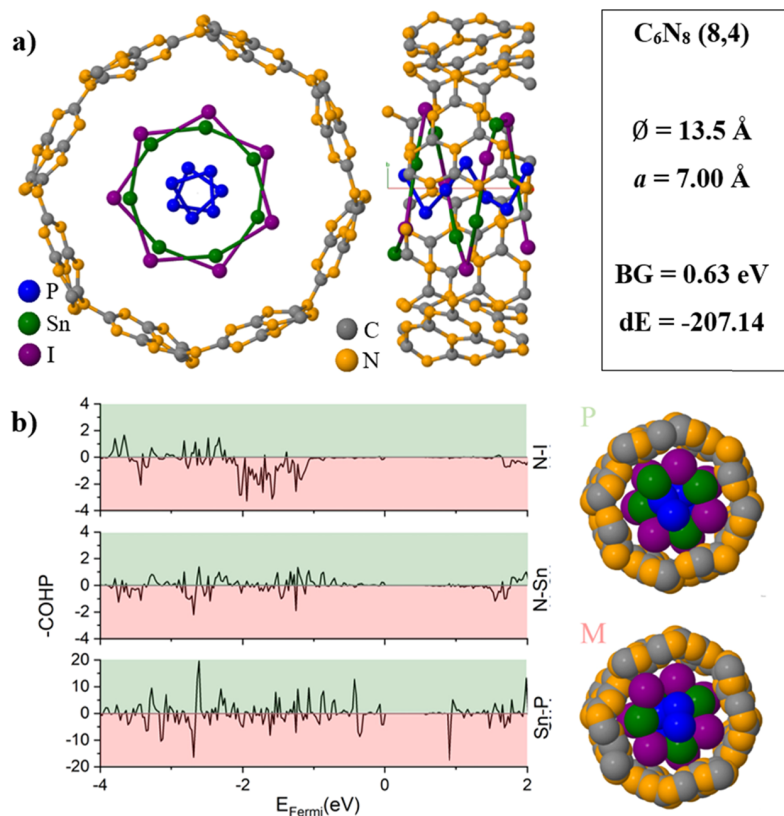 a)
P
Sn
I
C
N
C₆N₈ (8,4)
Ø = 13.5 Å
a = 7.00 Å
BG = 0.63 eV
dE = -207.14
b)
-COHP
4
2
0
-2
-4
N-I
4
2
0
-2
-4
N-Sn
20
10
0
-10
-20
Sn-P
-4
-2
0
2
E_Fermi(eV)
P
M